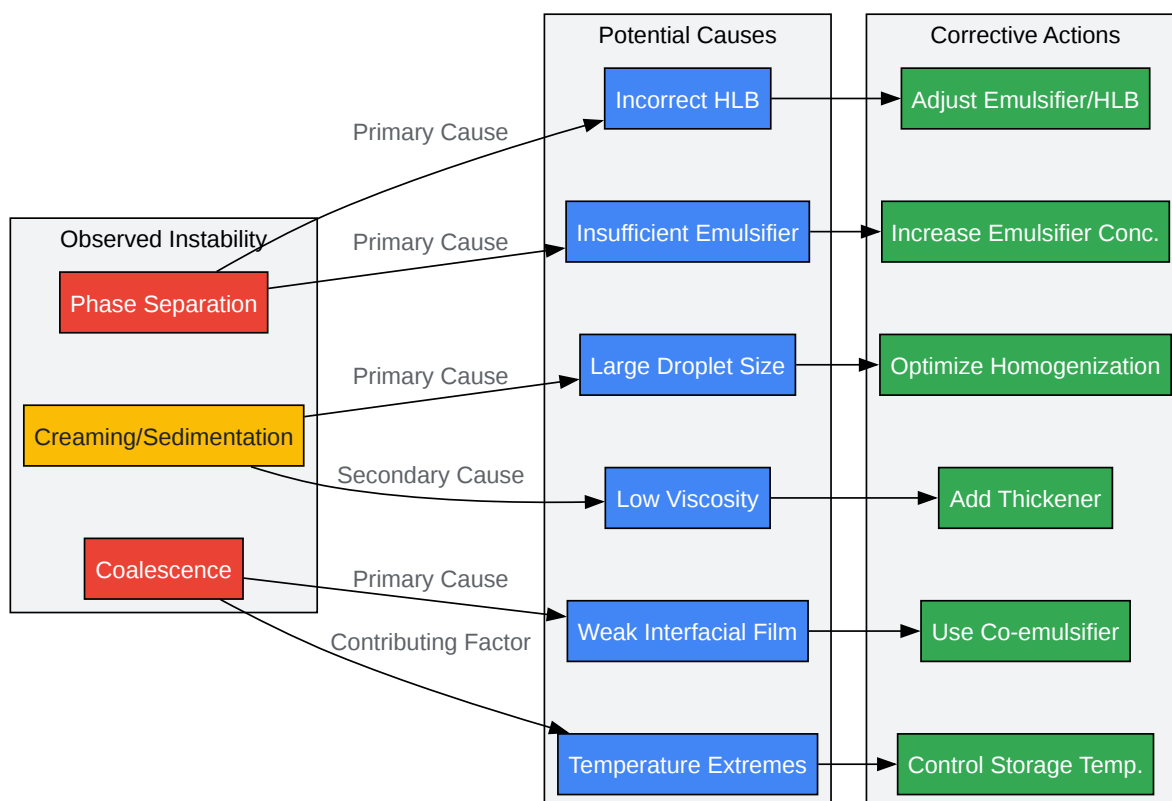 Potential Causes
Corrective Actions
Incorrect HLB
Adjust Emulsifier/HLB
Primary Cause
Insufficient Emulsifier
Increase Emulsifier Conc.
Observed Instability
Primary Cause
Phase Separation
Large Droplet Size
Optimize Homogenization
Primary Cause
Creaming/Sedimentation
Secondary Cause
Low Viscosity
Add Thickener
Coalescence
Primary Cause
Weak Interfacial Film
Use Co-emulsifier
Contributing Factor
Temperature Extremes
Control Storage Temp.